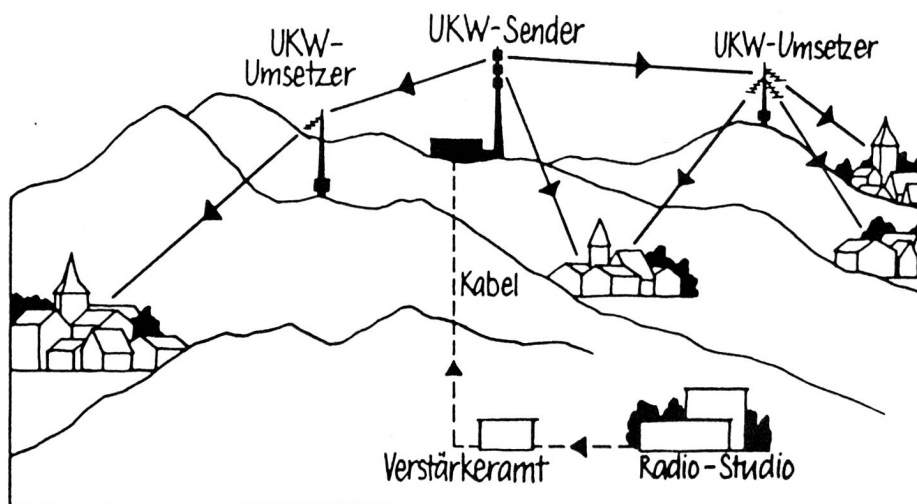 UKW-
Umsetzer
UKW-Sender
UKW-Umsetzer
Kabel
Verstärkeramt
Radio-Studio